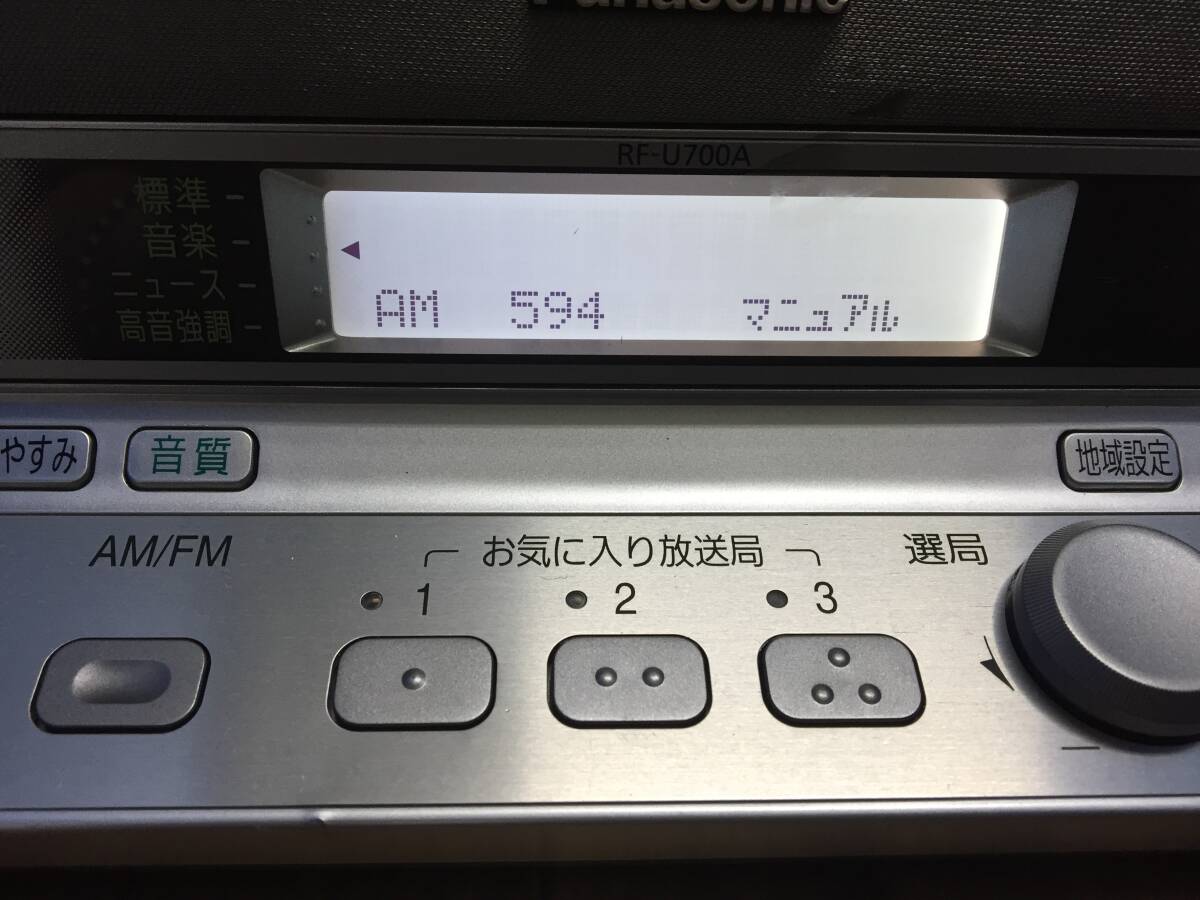 Panasonic
RF-U700A
標準
音楽
ニュース
高音強調
AM 594 マニュアル
やすみ
音質
地域設定
AM/FM
お気に入り放送局
選局
1
2
3